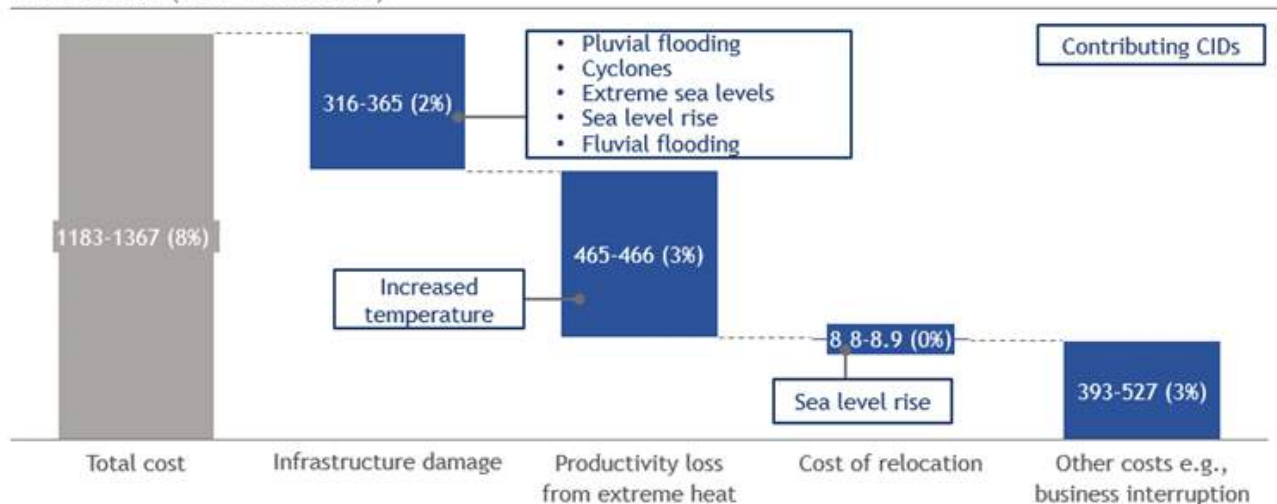 • Pluvial flooding
• Cyclones
• Extreme sea levels
• Sea level rise
• Fluvial flooding
Contributing CIDs
316-365 (2%)
1183-1367 (8%)
465-466 (3%)
Increased
temperature
8.8-8.9 (0%)
Sea level rise
393-527 (3%)
Total cost
Infrastructure damage
Productivity loss
from extreme heat
Cost of relocation
Other costs e.g.,
business interruption